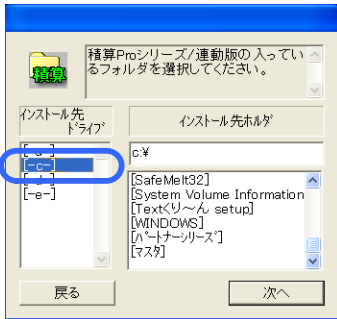 積算
積算Proシリーズ/連動版の入ってい
るフォルダを選択してください。
インストール先
ドライブ
インストール先ホルダ
[-c-]
[-e-]
c:¥
[SafeMelt32]
[System Volume Information
[Textくり~ん setup]
[WINDOWS]
[パートナーシリーズ]
[マスタ]
戻る
次へ